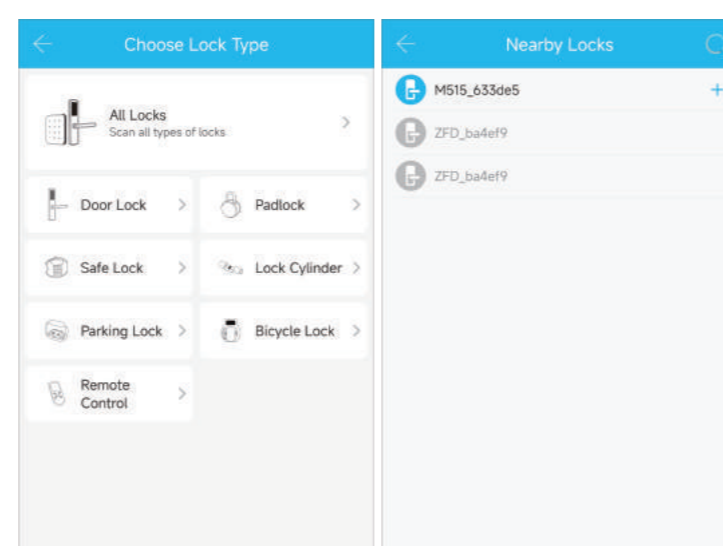 Choose Lock Type
All Locks
Scan all types of locks
Door Lock
Padlock
Safe Lock
Lock Cylinder
Parking Lock
Bicycle Lock
Remote
Control
Nearby Locks
M515_633de5
ZFD_ba4ef9
ZFD_ba4ef9